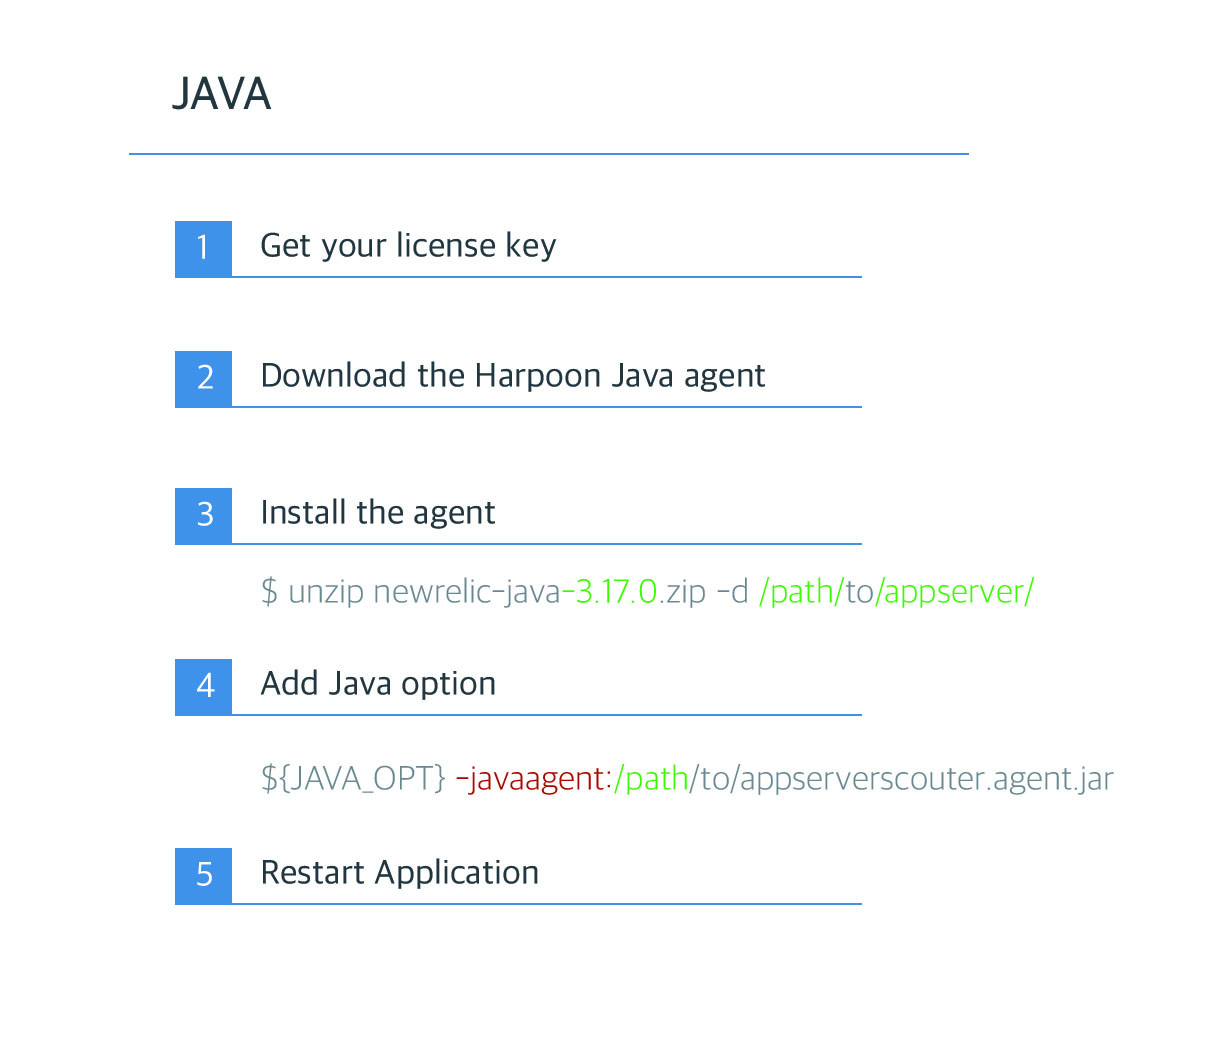 JAVA
1 Get your license key
2 Download the Harpoon Java agent
3 Install the agent
$ unzip newrelic-java-3.17.0.zip -d /path/to/appserver/
4 Add Java option
${JAVA_OPT} -javaagent:/path/to/appserverscouter.agent.jar
5 Restart Application